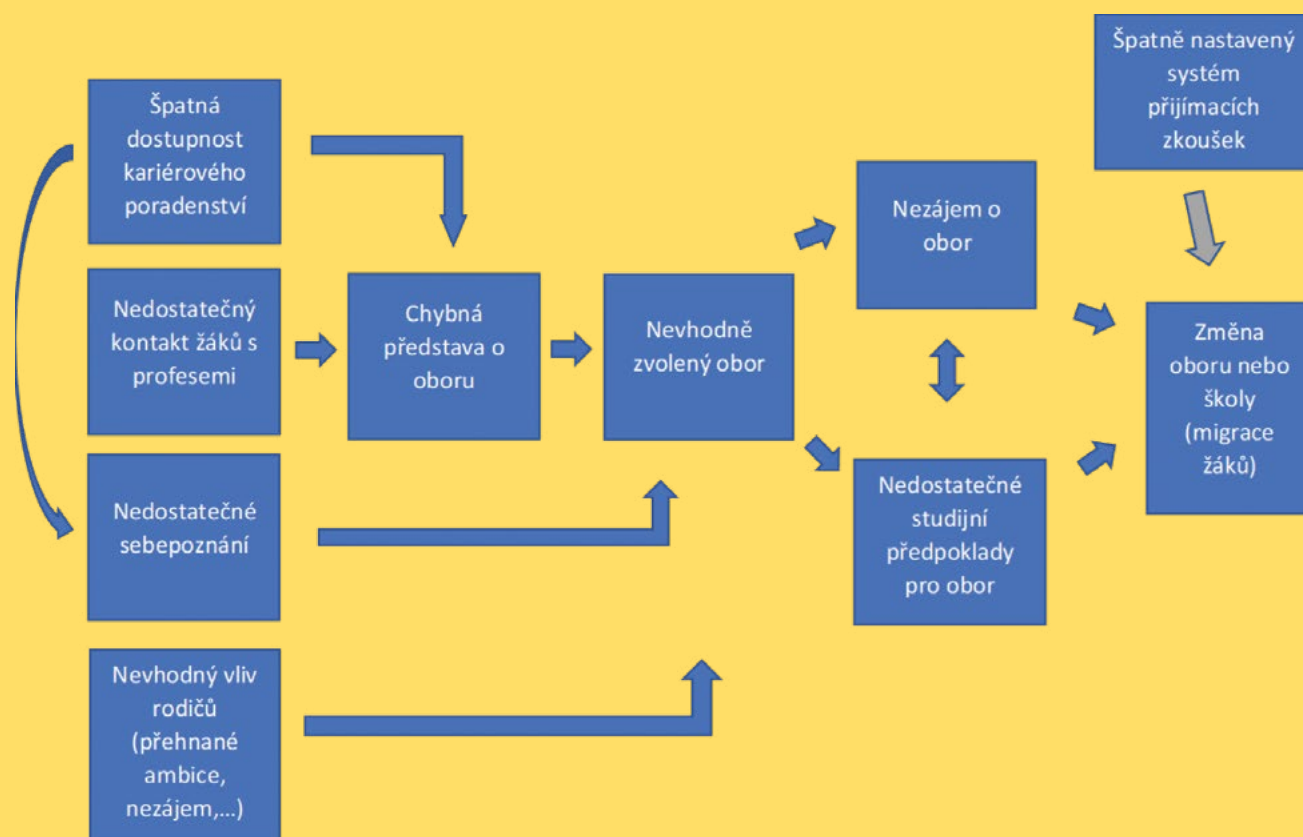 Špatná
dostupnost
kariérového
poradenství
Nedostatečný
kontakt žáků s
profesemi
Nedostatečné
sebepoznání
Nevhodný vliv
rodičů
(přehnané
ambice,
nezájem,...)
Chybná
představa o
oboru
Nevhodně
zvolený obor
Nezájem o
obor
Nedostatečné
studijní
předpoklady
pro obor
Špatně nastavený
systém
přijímacích
zkoušek
Změna
oboru nebo
školy
(migrace
žáků)